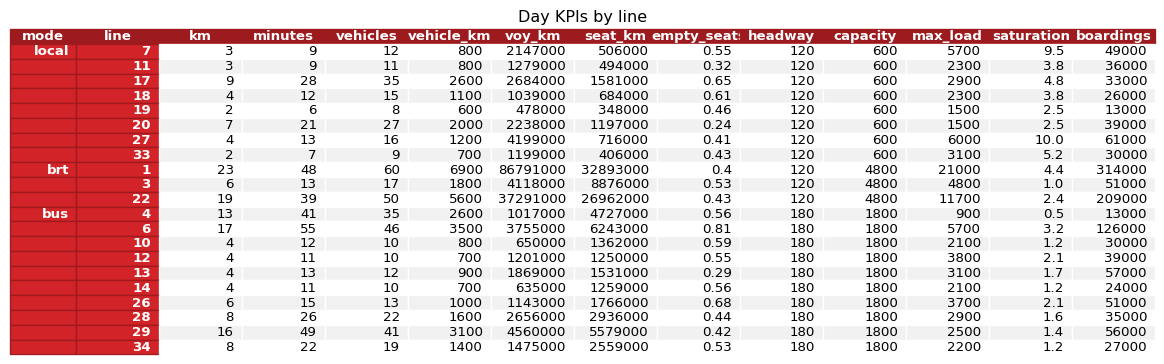 Day KPIs by line
mode line km minutes vehicles vehicle_km voy_km seat_km empty_seats headway capacity max_load saturation boardings
local 7 3 9 12 800 2147000 506000 0.55 120 600 5700 9.5 49000
11 3 9 11 800 1279000 494000 0.32 120 600 2300 3.8 36000
17 9 28 35 2600 2684000 1581000 0.65 120 600 2900 4.8 33000
18 4 12 15 1100 1039000 684000 0.61 120 600 2300 3.8 26000
19 2 6 8 600 478000 348000 0.46 120 600 1500 2.5 13000
20 7 21 27 2000 2238000 1197000 0.24 120 600 1500 2.5 39000
27 4 13 16 1200 4199000 716000 0.41 120 600 6000 10.0 61000
33 2 7 9 700 1199000 406000 0.43 120 600 3100 5.2 30000
brt 1 23 48 60 6900 86791000 32893000 0.4 120 4800 21000 4.4 314000
3 6 13 17 1800 4118000 8876000 0.53 120 4800 4800 1.0 51000
22 19 39 50 5600 37291000 26962000 0.43 120 4800 11700 2.4 209000
bus 4 13 41 35 2600 1017000 4727000 0.56 180 1800 900 0.5 13000
6 17 55 46 3500 3755000 6243000 0.81 180 1800 5700 3.2 126000
10 4 12 10 800 650000 1362000 0.59 180 1800 2100 1.2 30000
12 4 11 10 700 1201000 1250000 0.55 180 1800 3800 2.1 39000
13 4 13 12 900 1869000 1531000 0.29 180 1800 3100 1.7 57000
14 4 11 10 700 635000 1259000 0.56 180 1800 2100 1.2 24000
26 6 15 13 1000 1143000 1766000 0.68 180 1800 3700 2.1 51000
28 8 26 22 1600 2656000 2936000 0.44 180 1800 2900 1.6 35000
29 16 49 41 3100 4560000 5579000 0.42 180 1800 2500 1.4 56000
34 8 22 19 1400 1475000 2559000 0.53 180 1800 2200 1.2 27000